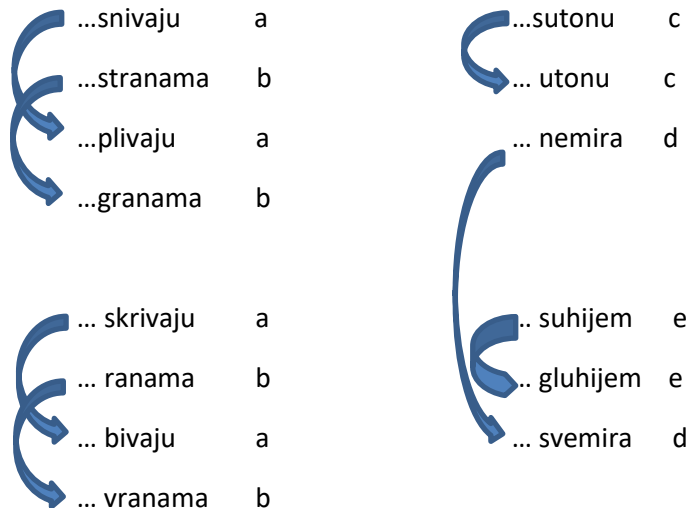 ...snivaju a
...stranama b
...plivaju a
...granama b
... skrivaju a
... ranama b
... bivaju a
... vranama b
...sutonu c
... utonu c
... nemira d
.. suhijem e
.. gluhijem e
... svemira d